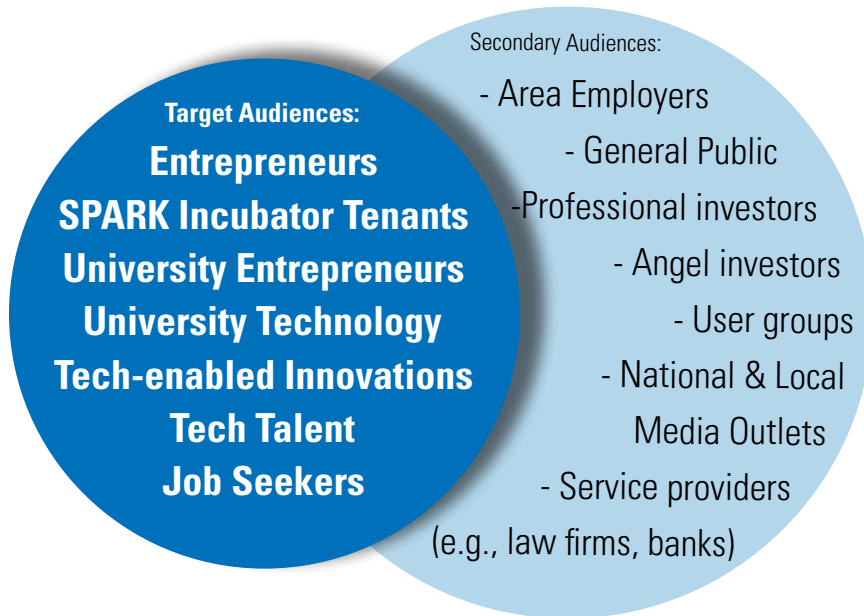 Target Audiences:
Entrepreneurs
SPARK Incubator Tenants
University Entrepreneurs
University Technology
Tech-enabled Innovations
Tech Talent
Job Seekers
Secondary Audiences:
- Area Employers
- General Public
-Professional investors
- Angel investors
- User groups
- National & Local
Media Outlets
- Service providers
(e.g., law firms, banks)